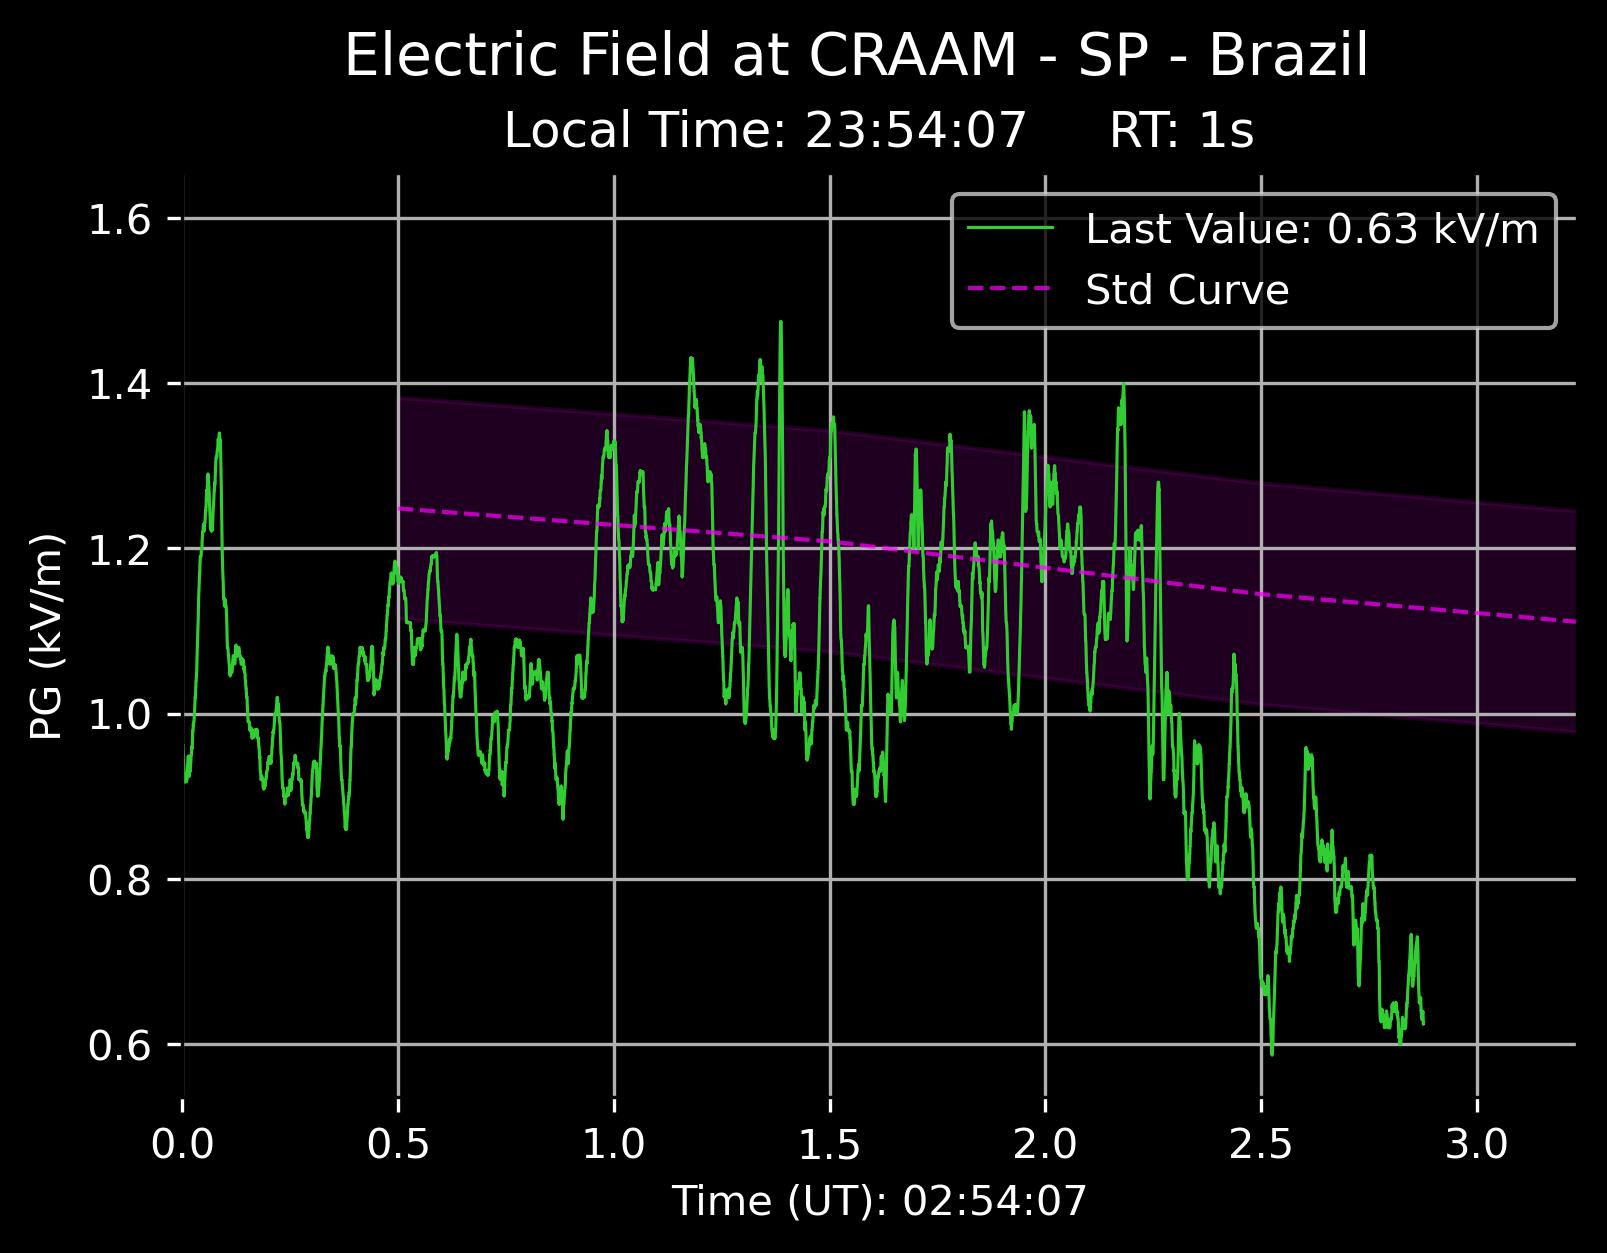 Electric Field at CRAAM - SP - Brazil
Local Time: 23:54:07 RT: 1s
Last Value: 0.63 kV/m
Std Curve
PG (kV/m)
1.6
1.4
1.2
1.0
0.8
0.6
0.0 0.5 1.0 1.5 2.0 2.5 3.0
Time (UT): 02:54:07